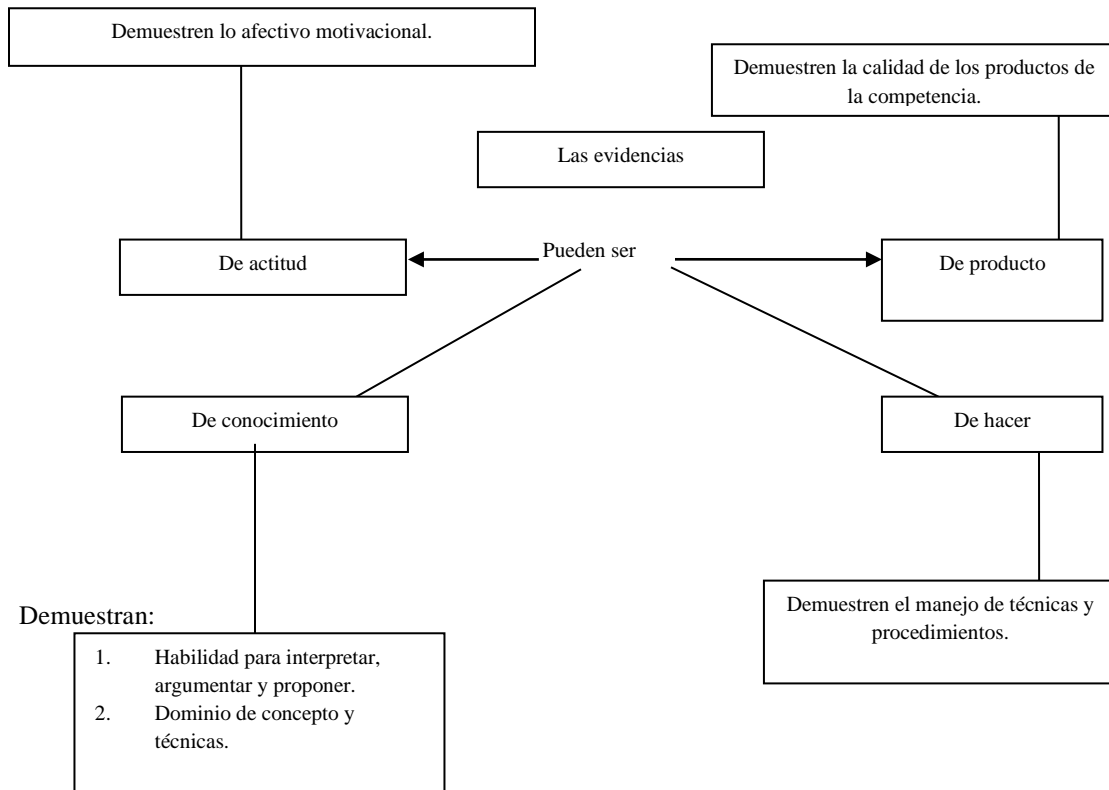 Demuestren lo afectivo motivacional.
Demuestren la calidad de los productos de
la competencia.
Las evidencias
De actitud
Pueden ser
De producto
De conocimiento
De hacer
Demuestran:
1. Habilidad para interpretar,
argumentar y proponer.
2. Dominio de concepto y
técnicas.
Demuestren el manejo de técnicas y
procedimientos.